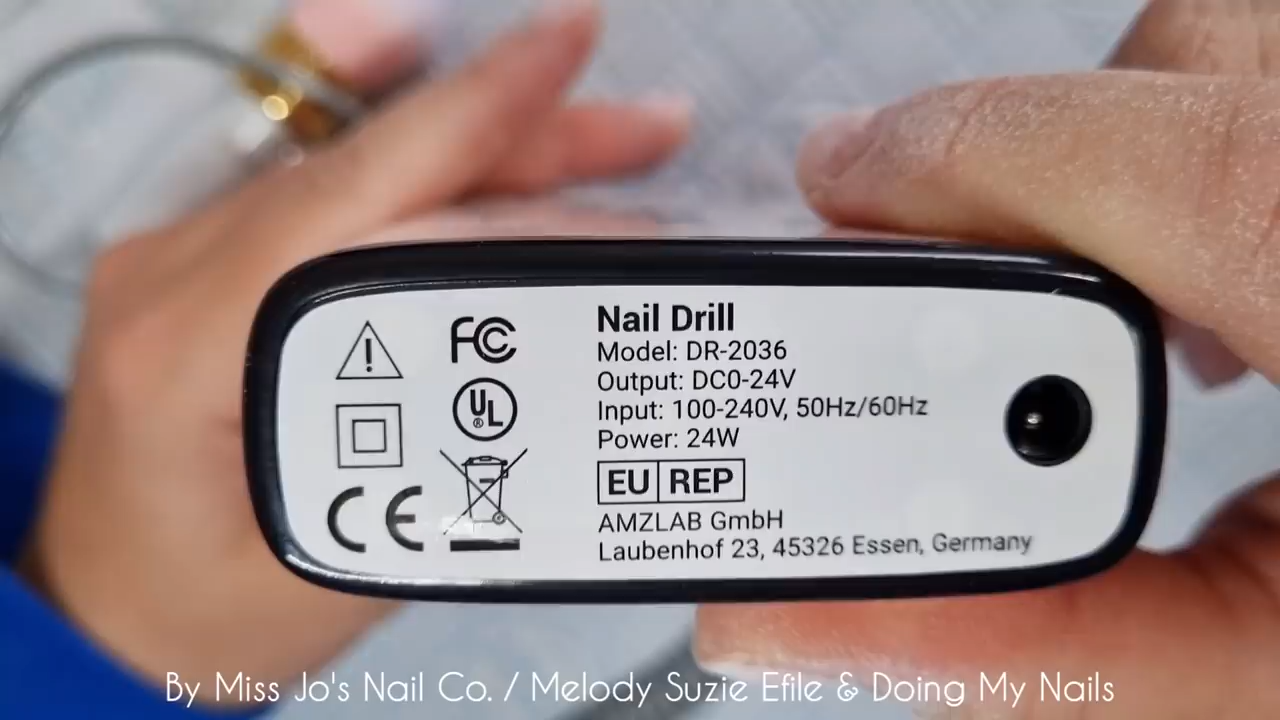 FC
UL
®
CE
Nail Drill
Model: DR-2036
Output: DC0-24V
Input: 100-240V, 50Hz/60Hz
Power: 24W
EU REP
AMZLAB GmbH
Laubenhof 23, 45326 Essen, Germany
By Miss Jo's Nail Co. / Melody Suzie Efile & Doing My Nails